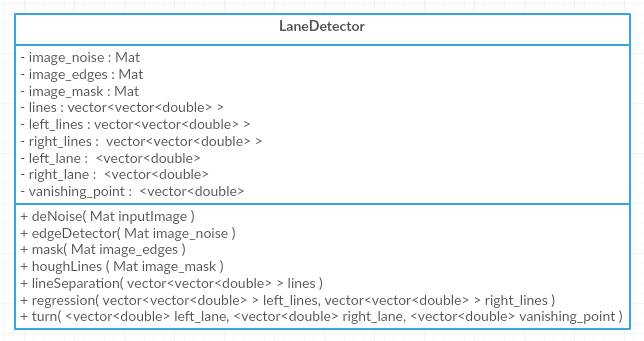 LaneDetector
- image_noise : Mat
- image_edges : Mat
- image_mask : Mat
- lines : vector<vector<double> >
- left_lines : vector<vector<double> >
- right_lines :  vector<vector<double> >
- left_lane :  <vector<double>
- right_lane :  <vector<double>
- vanishing_point :  <vector<double>
+ deNoise( Mat inputImage )
+ edgeDetector( Mat image_noise )
+ mask( Mat image_edges )
+ houghLines ( Mat image_mask )
+ lineSeparation( vector<vector<double> > lines )
+ regression( vector<vector<double> > left_lines, vector<vector<double> > right_lines )
+ turn( <vector<double> left_lane, <vector<double> right_lane, <vector<double> vanishing_point )